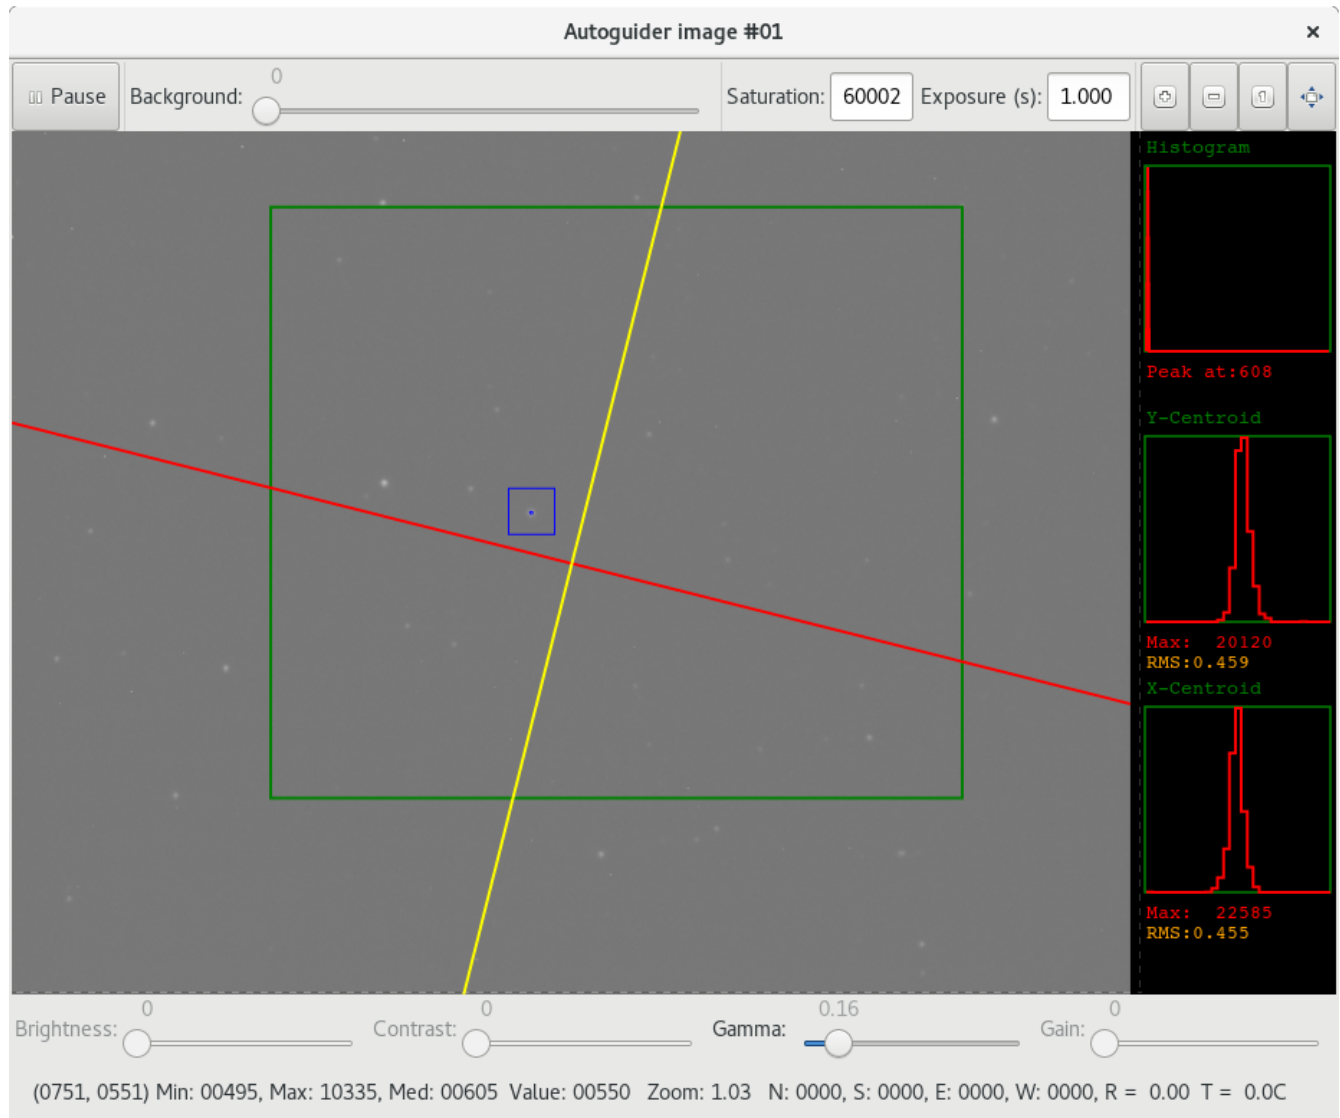 Autoguider image #01 ×
Pause Background: 0 Saturation: 60002 Exposure (s): 1.000
Histogram
Peak at:608
Y-Centroid
Max: 20120
RMS:0.459
X-Centroid
Max: 22585
RMS:0.455
0 0 0.16 0
Brightness: Contrast: Gamma: Gain:
(0751, 0551) Min: 00495, Max: 10335, Med: 00605 Value: 00550 Zoom: 1.03 N: 0000, S: 0000, E: 0000, W: 0000, R = 0.00 T = 0.0C